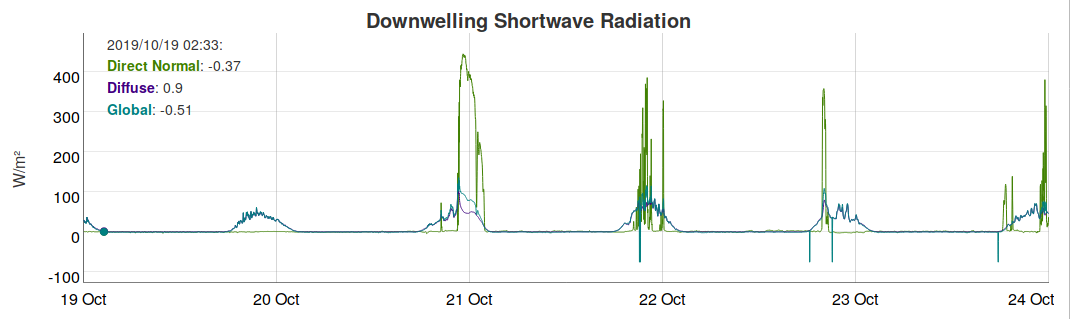 Downwelling Shortwave Radiation
2019/10/19 02:33:
Direct Normal: -0.37
Diffuse: 0.9
Global: -0.51
W/m²
400
300
200
100
0
-100
19 Oct
20 Oct
21 Oct
22 Oct
23 Oct
24 Oct